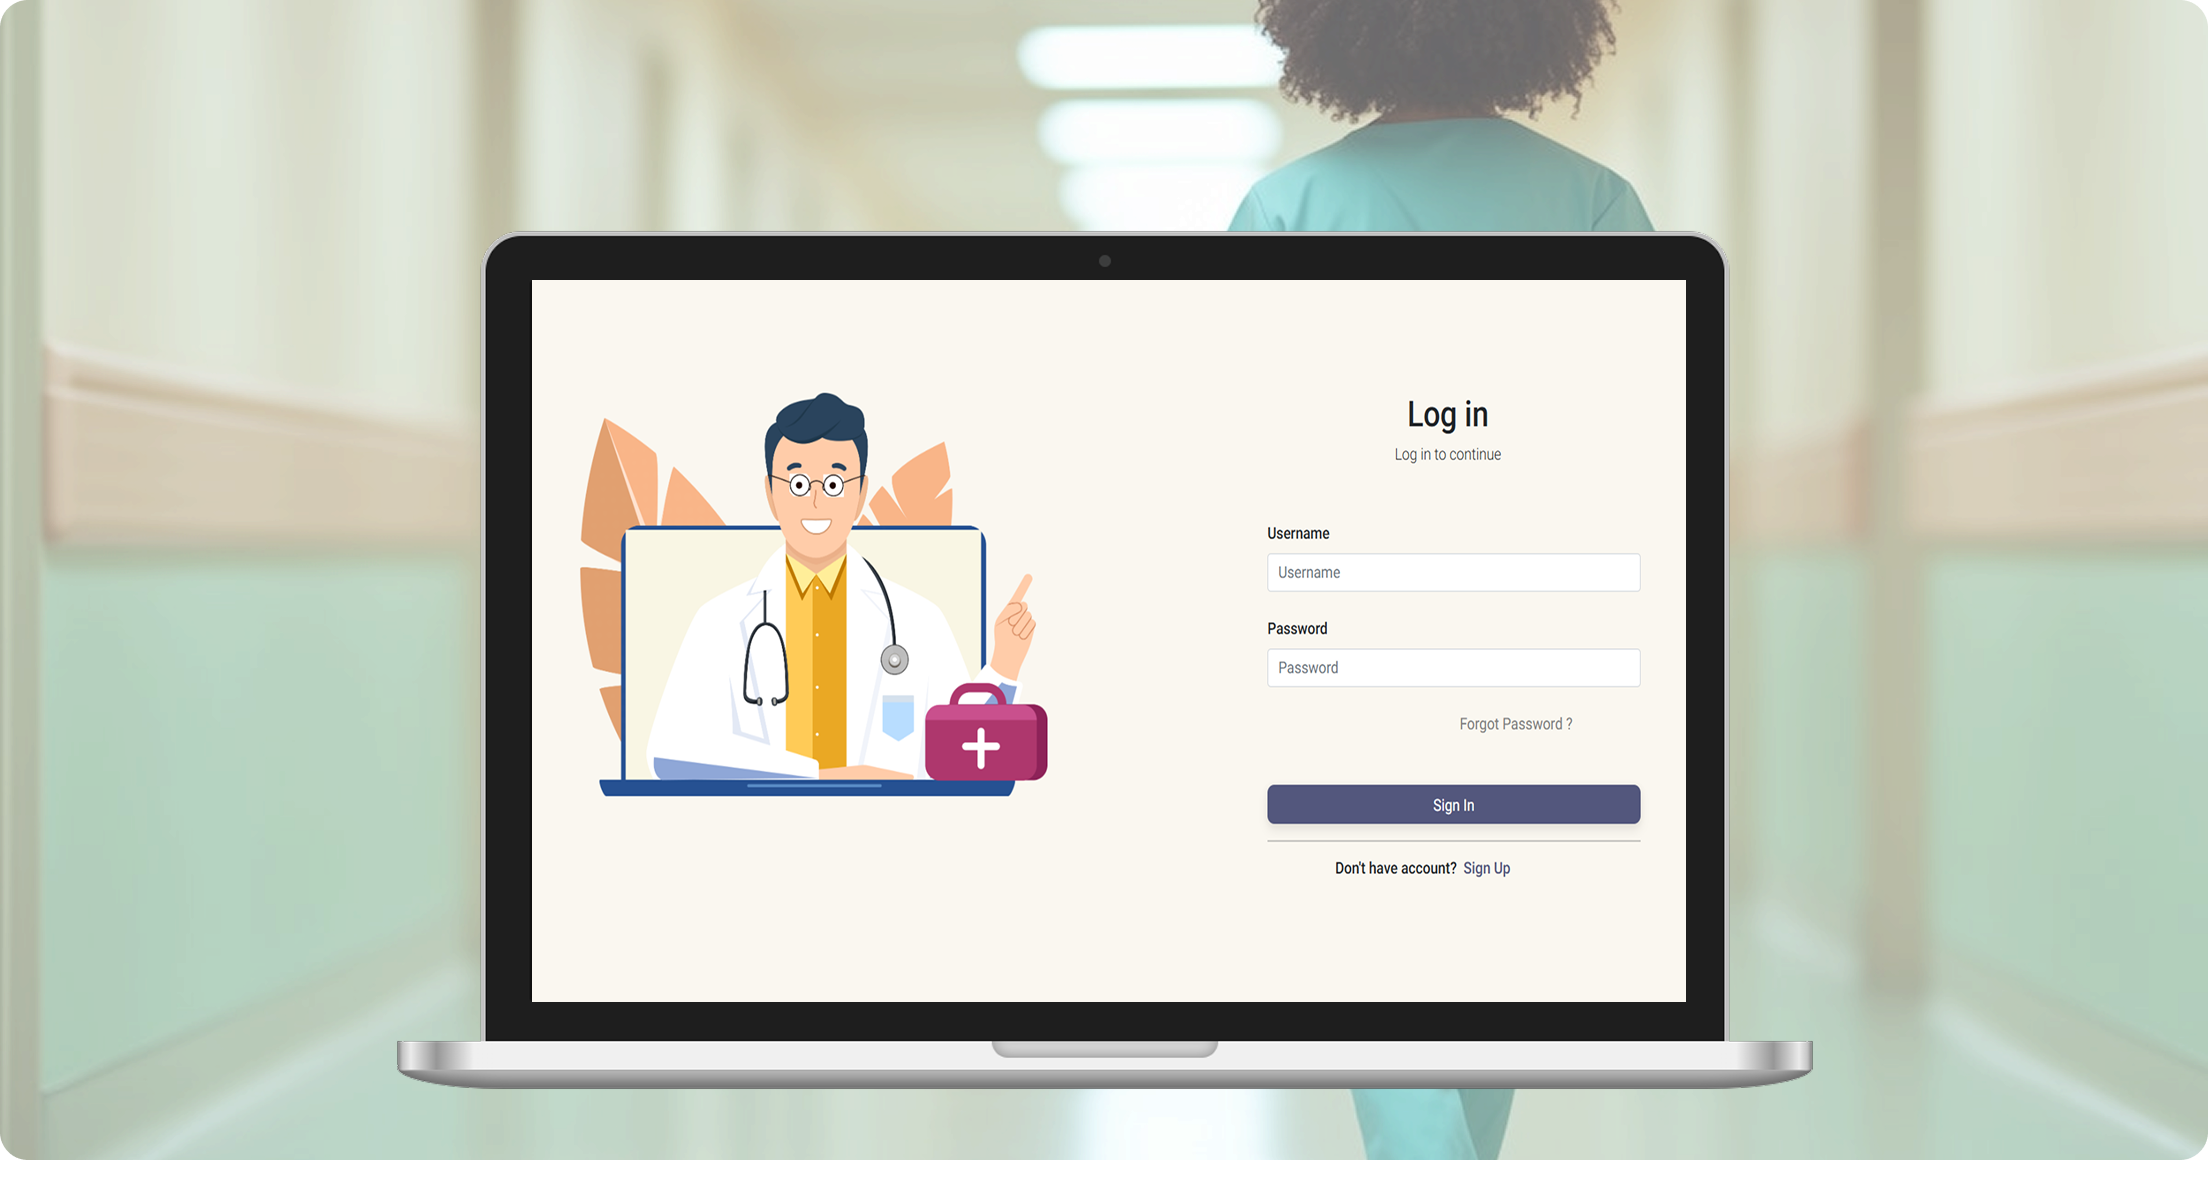 Log in
Log in to continue
Username
Username
Password
Password
Forgot Password ?
Sign In
Don't have account? Sign Up